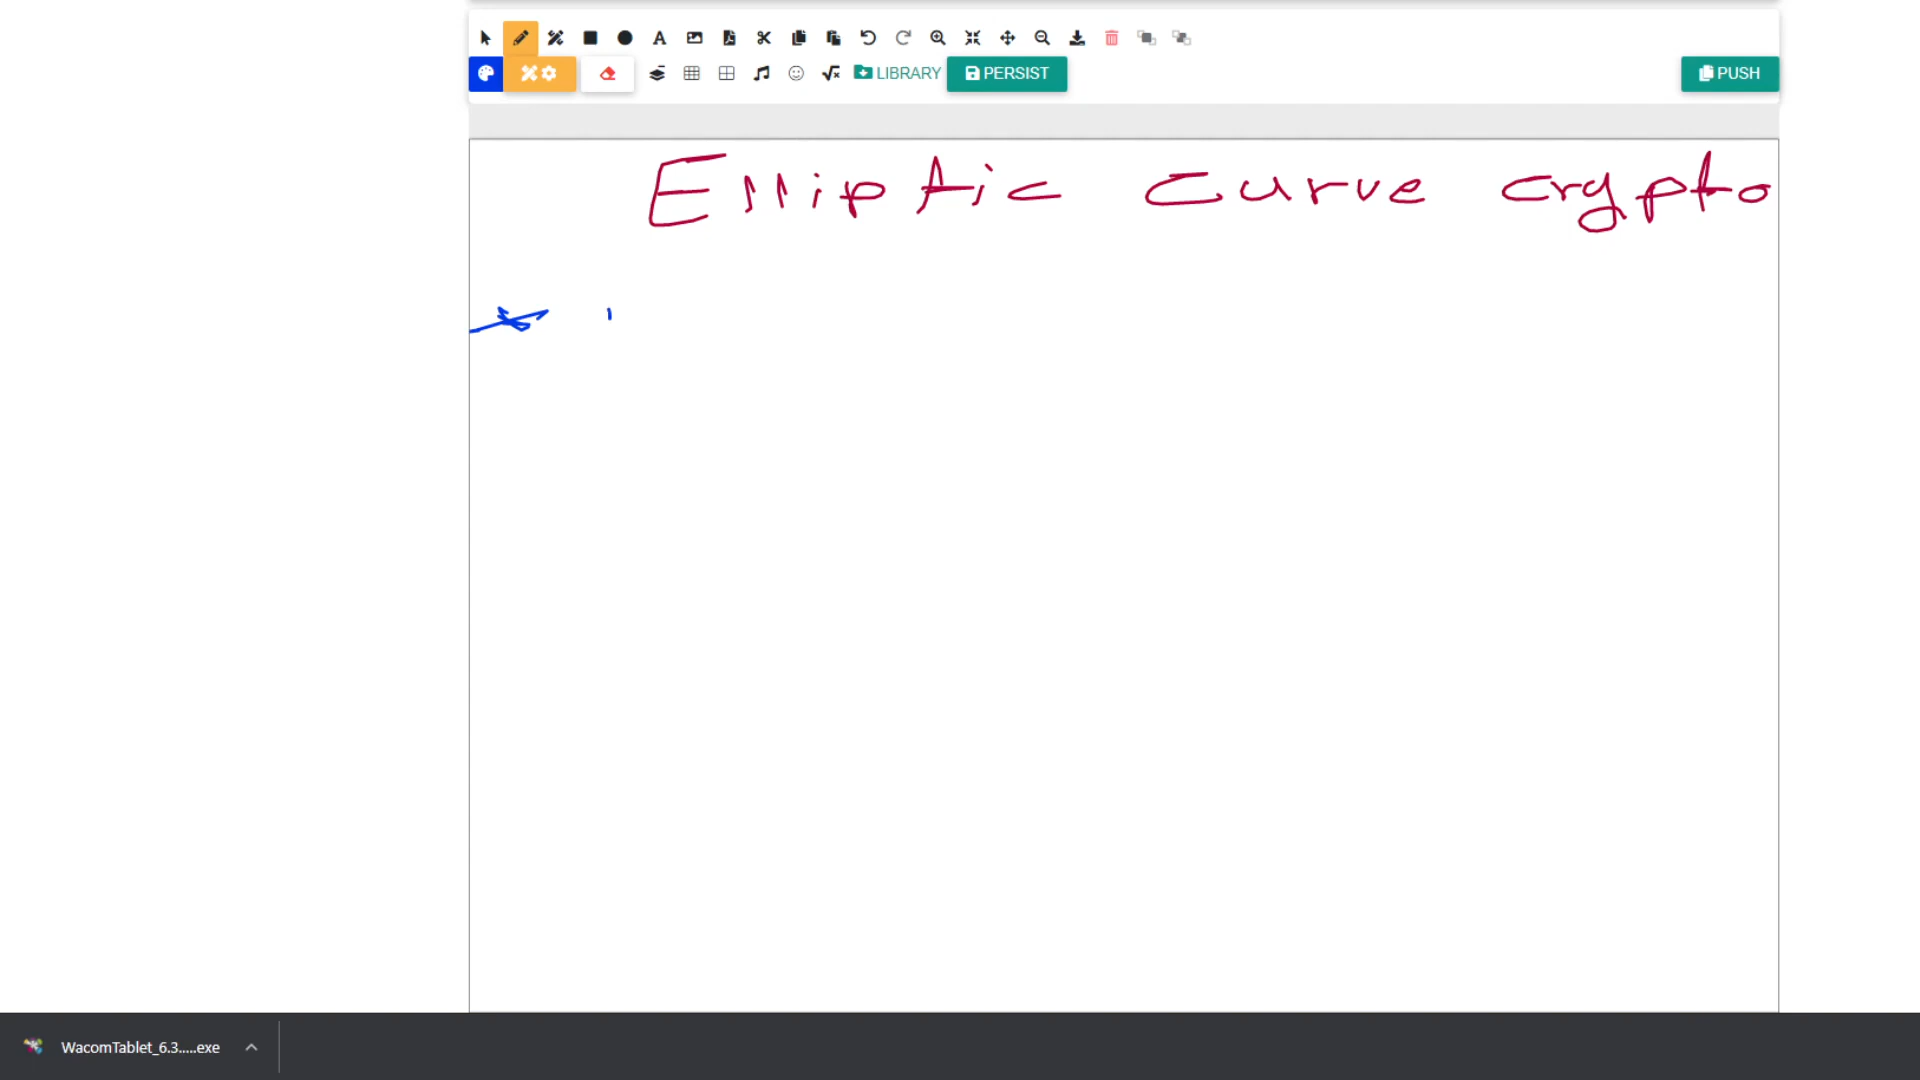 LIBRARY PERSIST PUSH
Elliptic curve crypto
WacomTablet_6.3.....exe